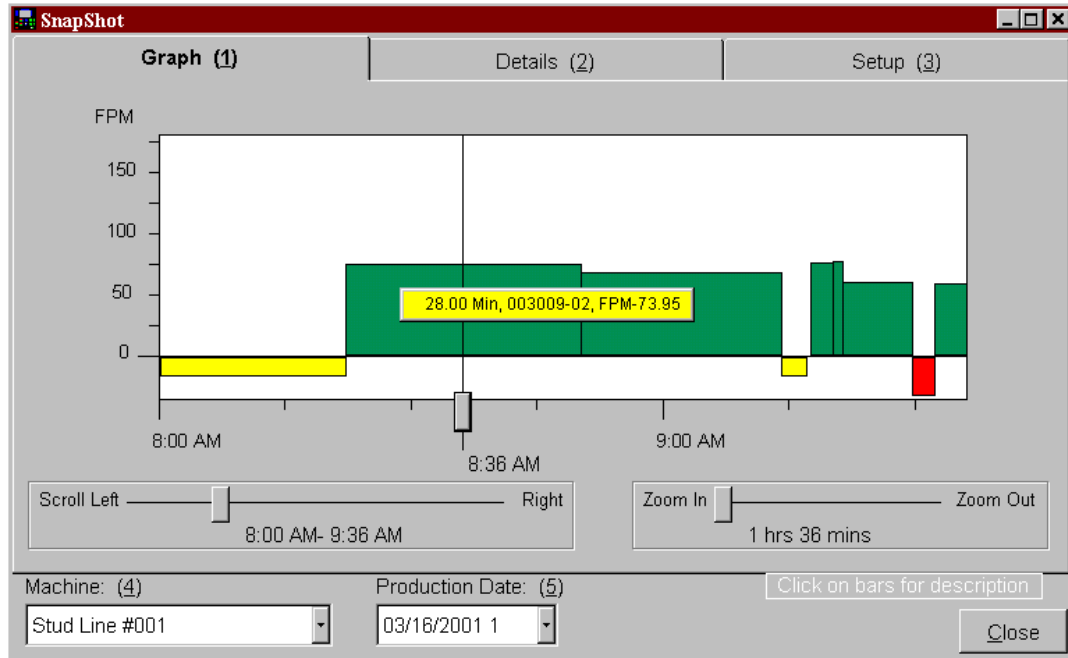 SnapShot
Graph (1) Details (2) Setup (3)
FPM
150
100
50
0
28.00 Min, 003009-02, FPM-73.95
8:00 AM 9:00 AM
8:36 AM
Scroll Left Right Zoom In Zoom Out
8:00 AM- 9:36 AM 1 hrs 36 mins
Machine: (4) Production Date: (5) Click on bars for description
Stud Line #001 03/16/2001 1 Close